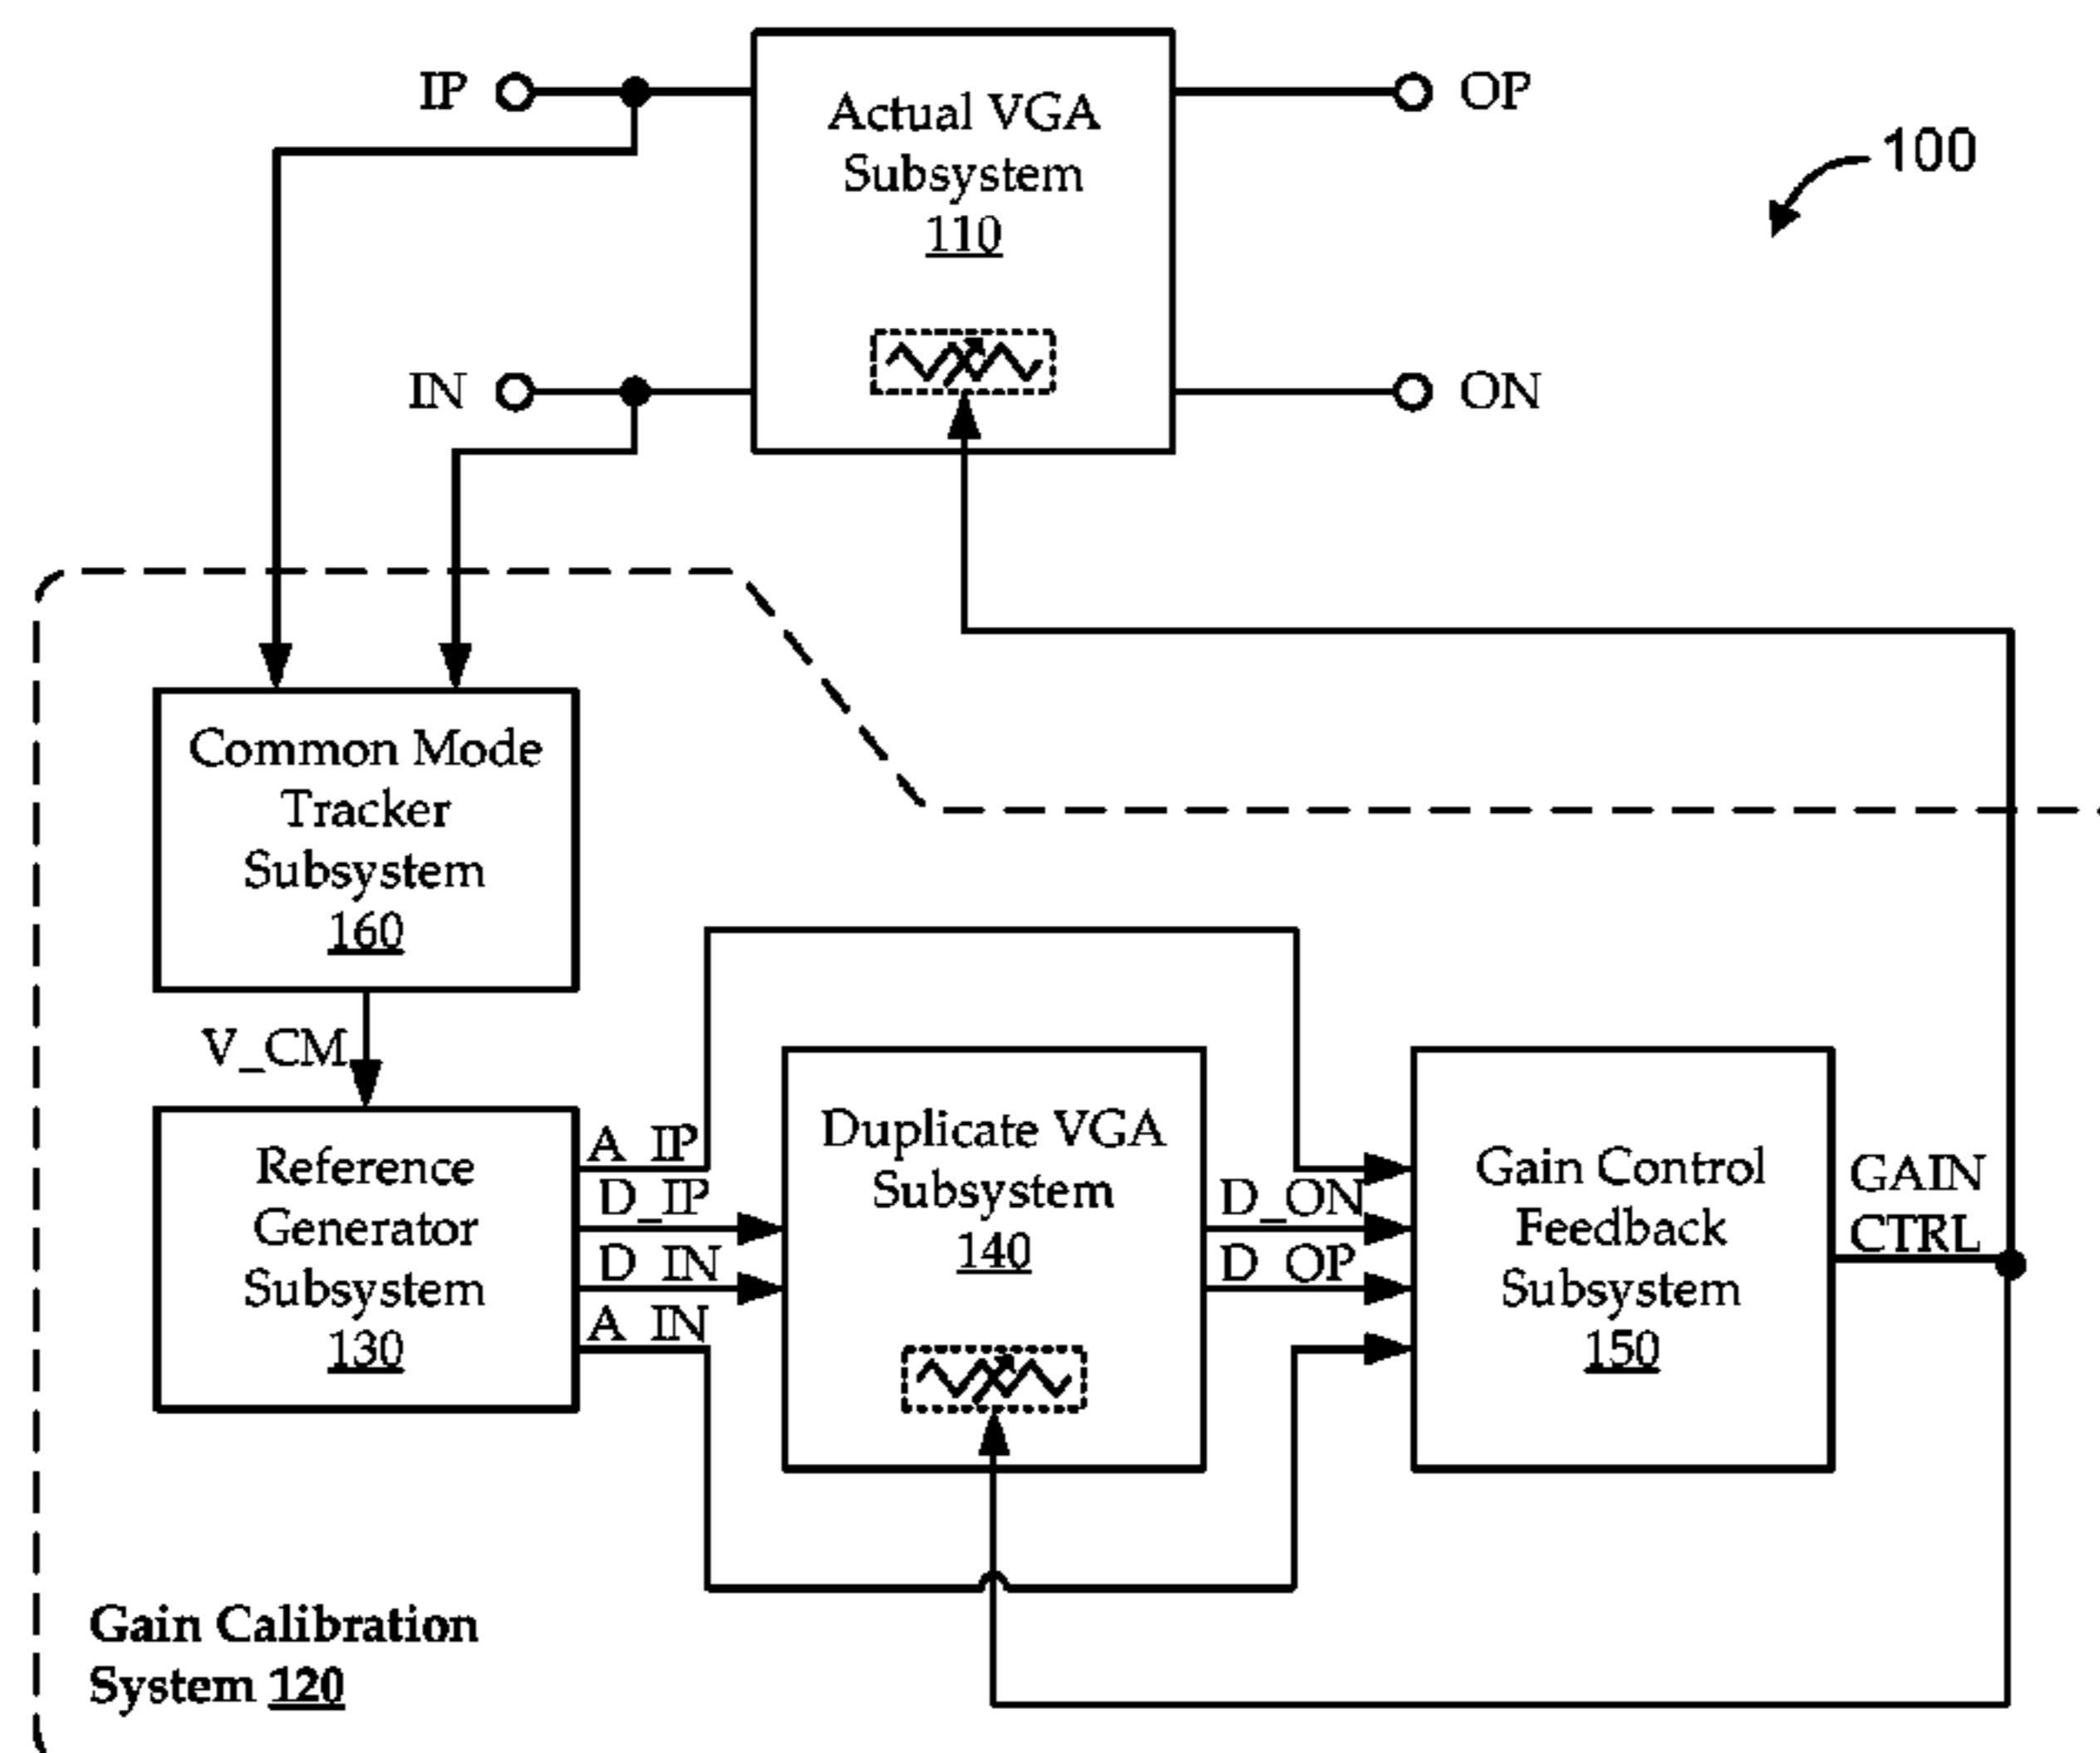 IP
Actual VGA
Subsystem
110
OP
100
IN
ON
Common Mode
Tracker
Subsystem
160
V_CM
Reference
Generator
Subsystem
130
A_IP
D_IP
D_IN
A_IN
Duplicate VGA
Subsystem
140
D_ON
D_OP
Gain Control
Feedback
Subsystem
150
GAIN
CTRL
Gain Calibration
System 120